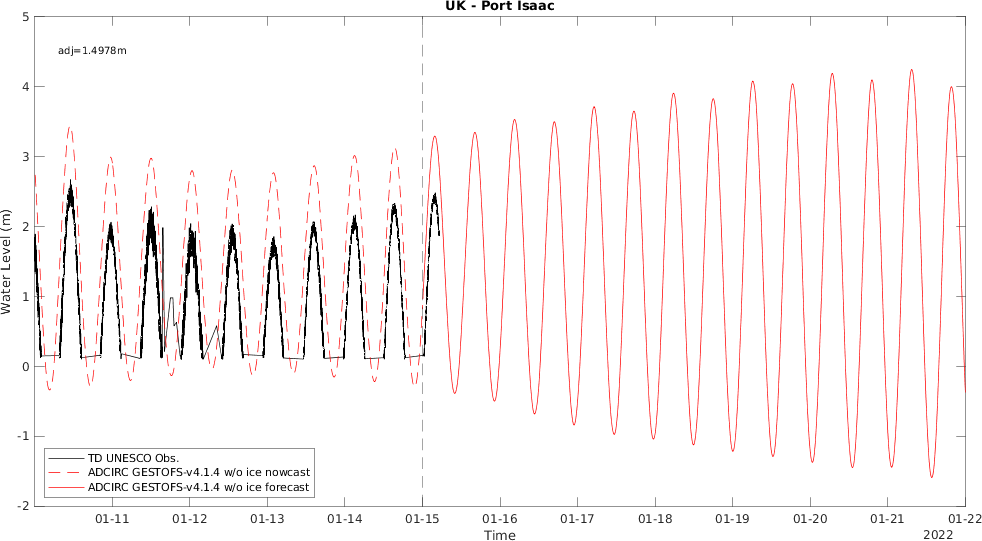 UK - Port Isaac
adj=1.4978m
Water Level (m)
5
4
3
2
1
0
-1
-2
TD UNESCO Obs.
ADCIRC GESTOFS-v4.1.4 w/o ice nowcast
ADCIRC GESTOFS-v4.1.4 w/o ice forecast
01-11 01-12 01-13 01-14 01-15 01-16 01-17 01-18 01-19 01-20 01-21 01-22
Time
2022